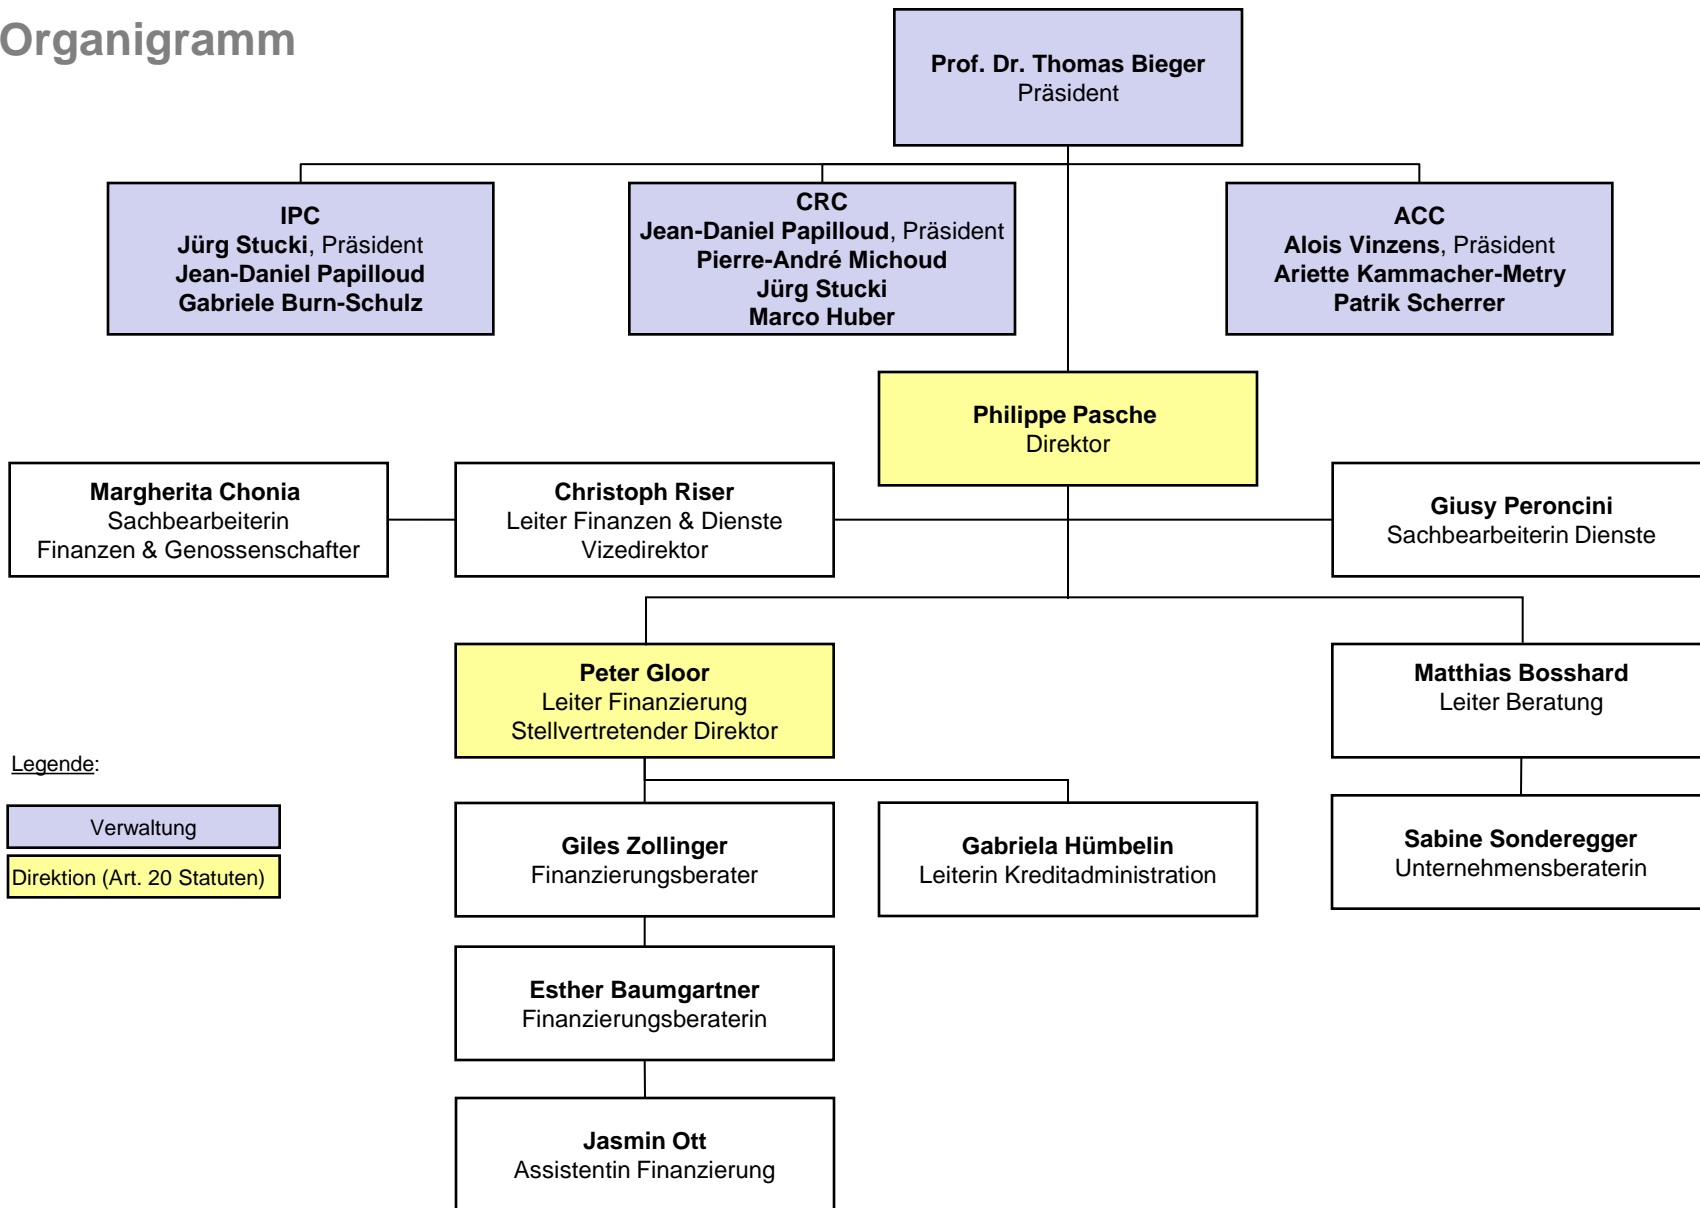 Organigramm
Prof. Dr. Thomas Bieger
Präsident
IPC
Jürg Stucki, Präsident
Jean-Daniel Papilloud
Gabriele Burn-Schulz
CRC
Jean-Daniel Papilloud, Präsident
Pierre-André Michoud
Jürg Stucki
Marco Huber
ACC
Alois Vinzens, Präsident
Ariette Kammacher-Metry
Patrik Scherrer
Philippe Pasche
Direktor
Margherita Chonia
Sachbearbeiterin
Finanzen & Genossenschafter
Christoph Riser
Leiter Finanzen & Dienste
Vizedirektor
Giusy Peroncini
Sachbearbeiterin Dienste
Peter Gloor
Leiter Finanzierung
Stellvertretender Direktor
Matthias Bosshard
Leiter Beratung
Legende:
Verwaltung
Direktion (Art. 20 Statuten)
Giles Zollinger
Finanzierungsberater
Gabriela Hümbelin
Leiterin Kreditadministration
Sabine Sonderegger
Unternehmensberaterin
Esther Baumgartner
Finanzierungsberaterin
Jasmin Ott
Assistentin Finanzierung